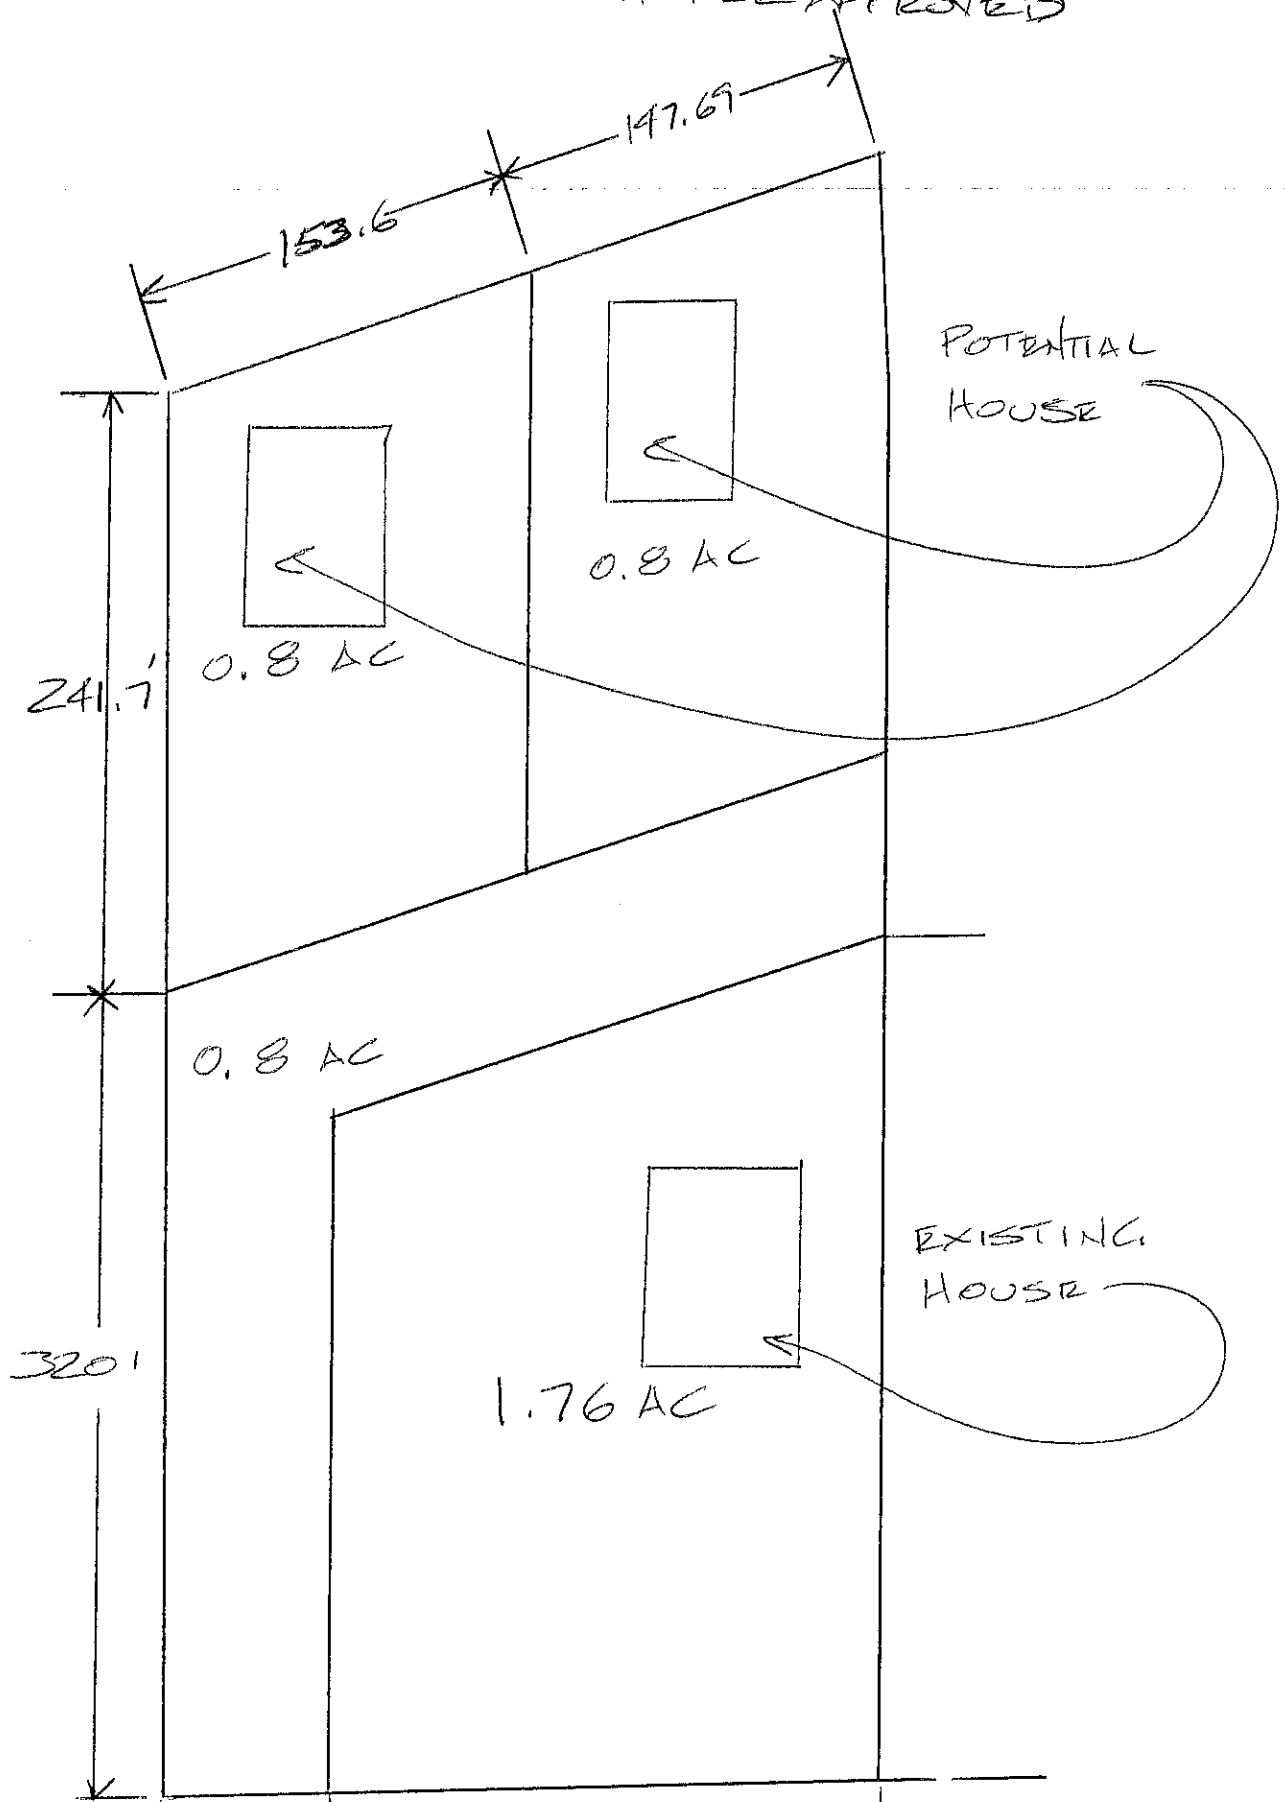 APPROVED
147.69
153.6
POTENTIAL
HOUSE
0.8 AC
0.8 AC
241.7'
0.8 AC
EXISTING
HOUSE
320'
1.76 AC